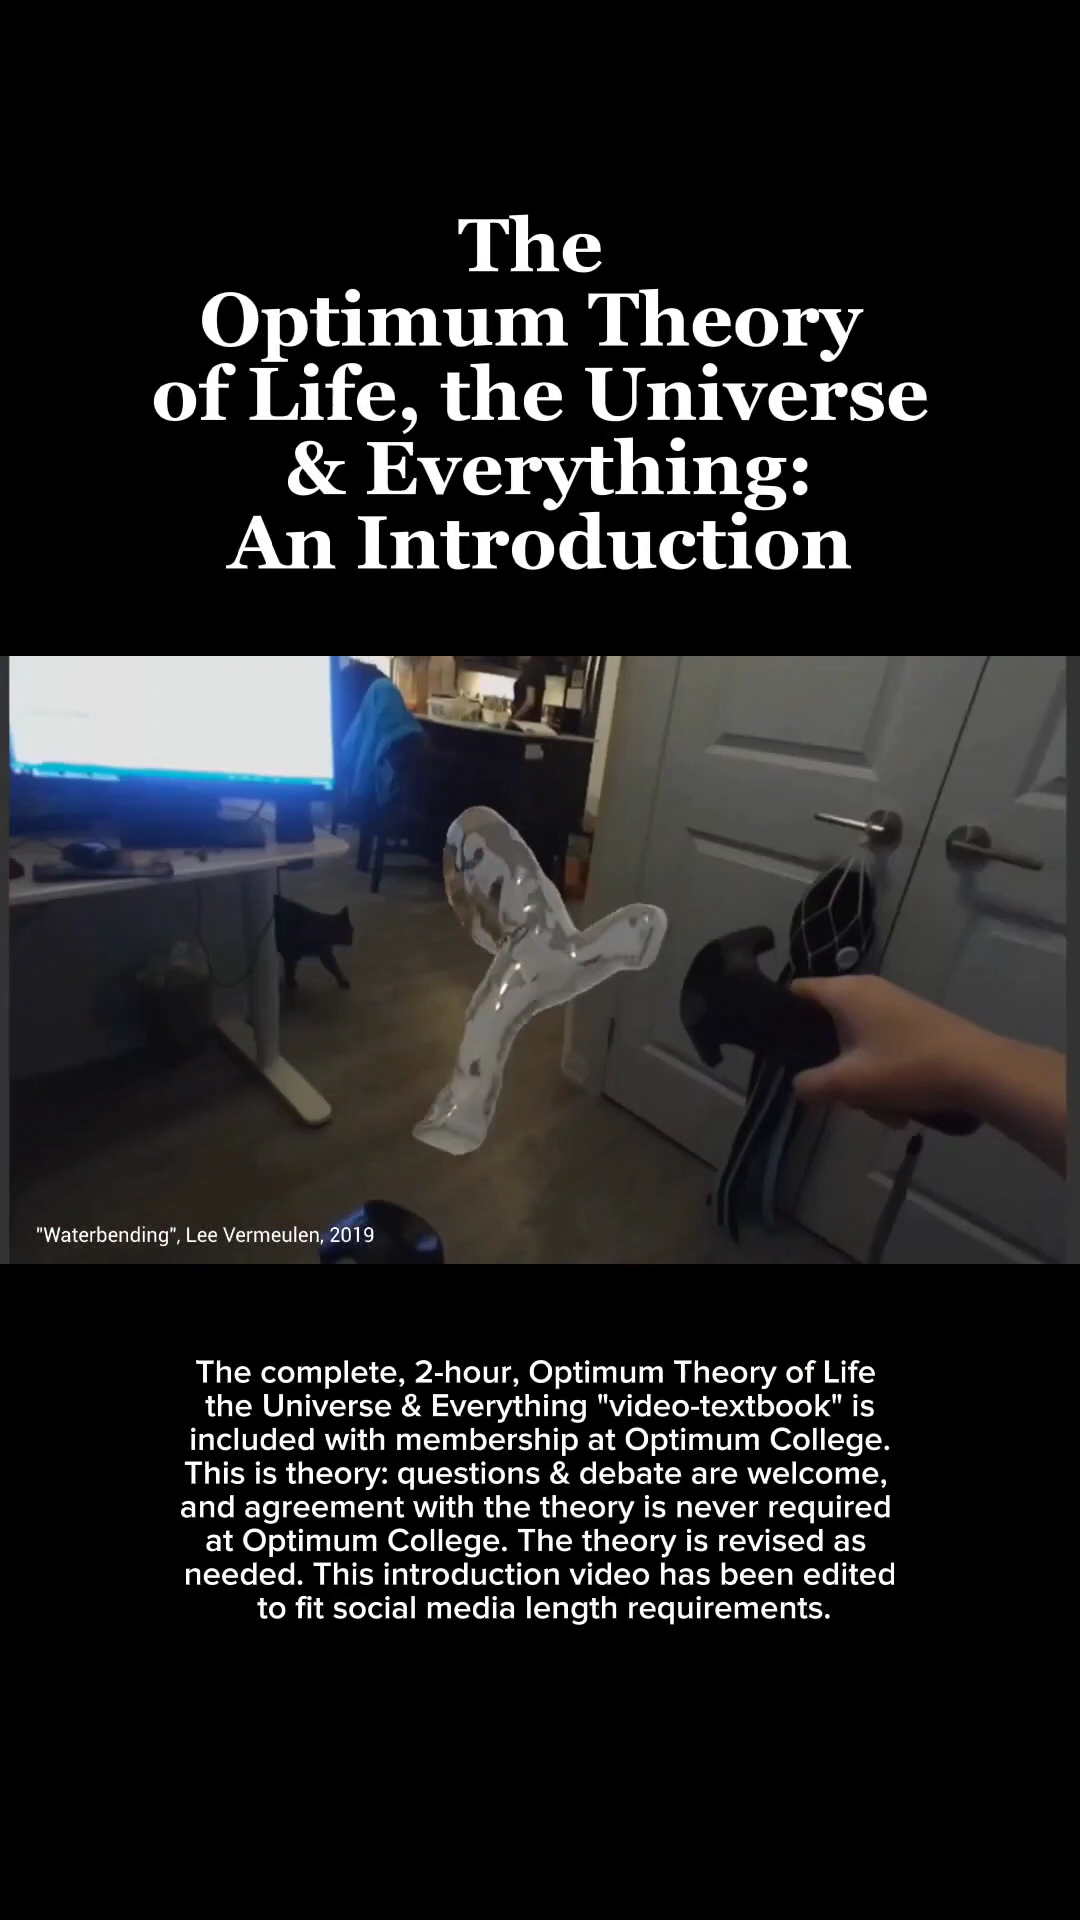 The
Optimum Theory
of Life, the Universe
& Everything:
An Introduction
"Waterbending", Lee Vermeulen, 2019
The complete, 2-hour, Optimum Theory of Life
the Universe & Everything "video-textbook" is
included with membership at Optimum College.
This is theory: questions & debate are welcome,
and agreement with the theory is never required
at Optimum College. The theory is revised as
needed. This introduction video has been edited
to fit social media length requirements.